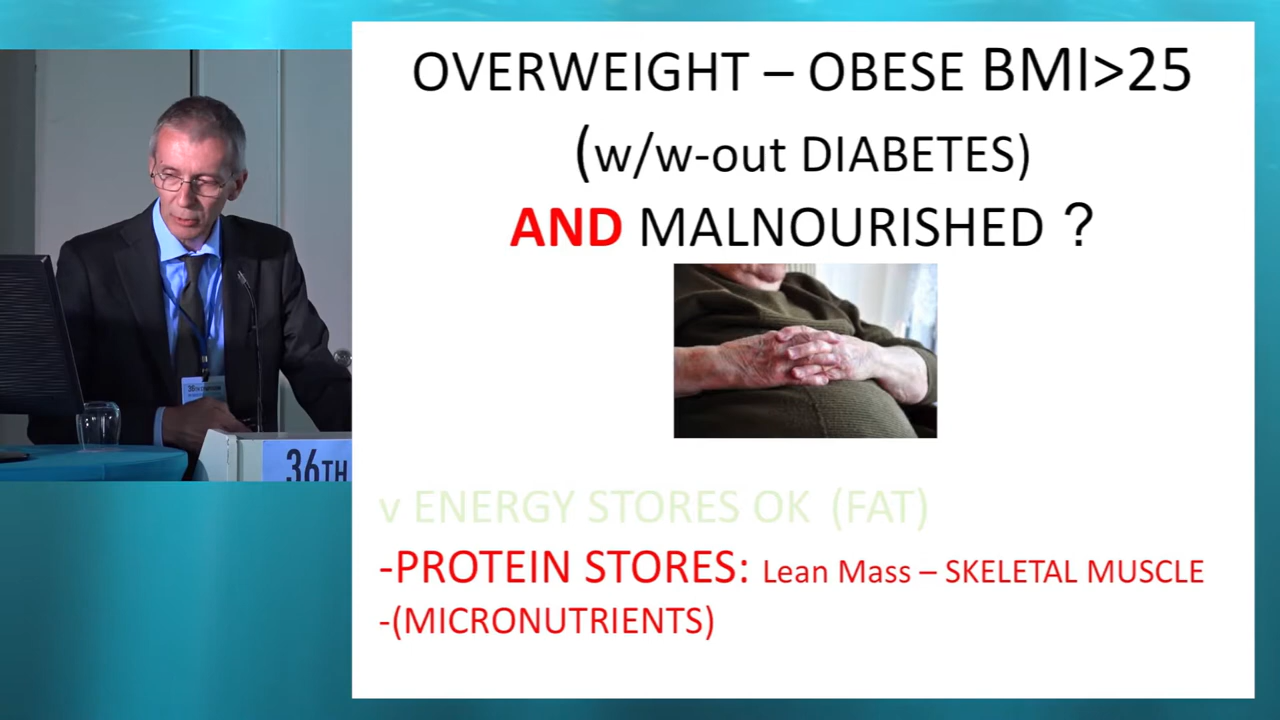 OVERWEIGHT – OBESE BMI>25
(w/w-out DIABETES)
AND MALNOURISHED ?
v ENERGY STORES OK (FAT)
-PROTEIN STORES: Lean Mass – SKELETAL MUSCLE
-(MICRONUTRIENTS)
36TH